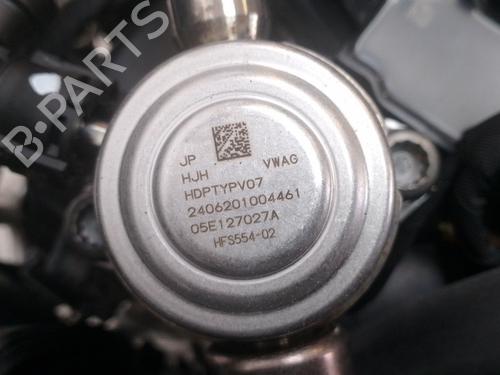 JP VWAG
HJH
HDPTYPV07
2406201004461
05E127027A
HFS554-02
B-PARTS